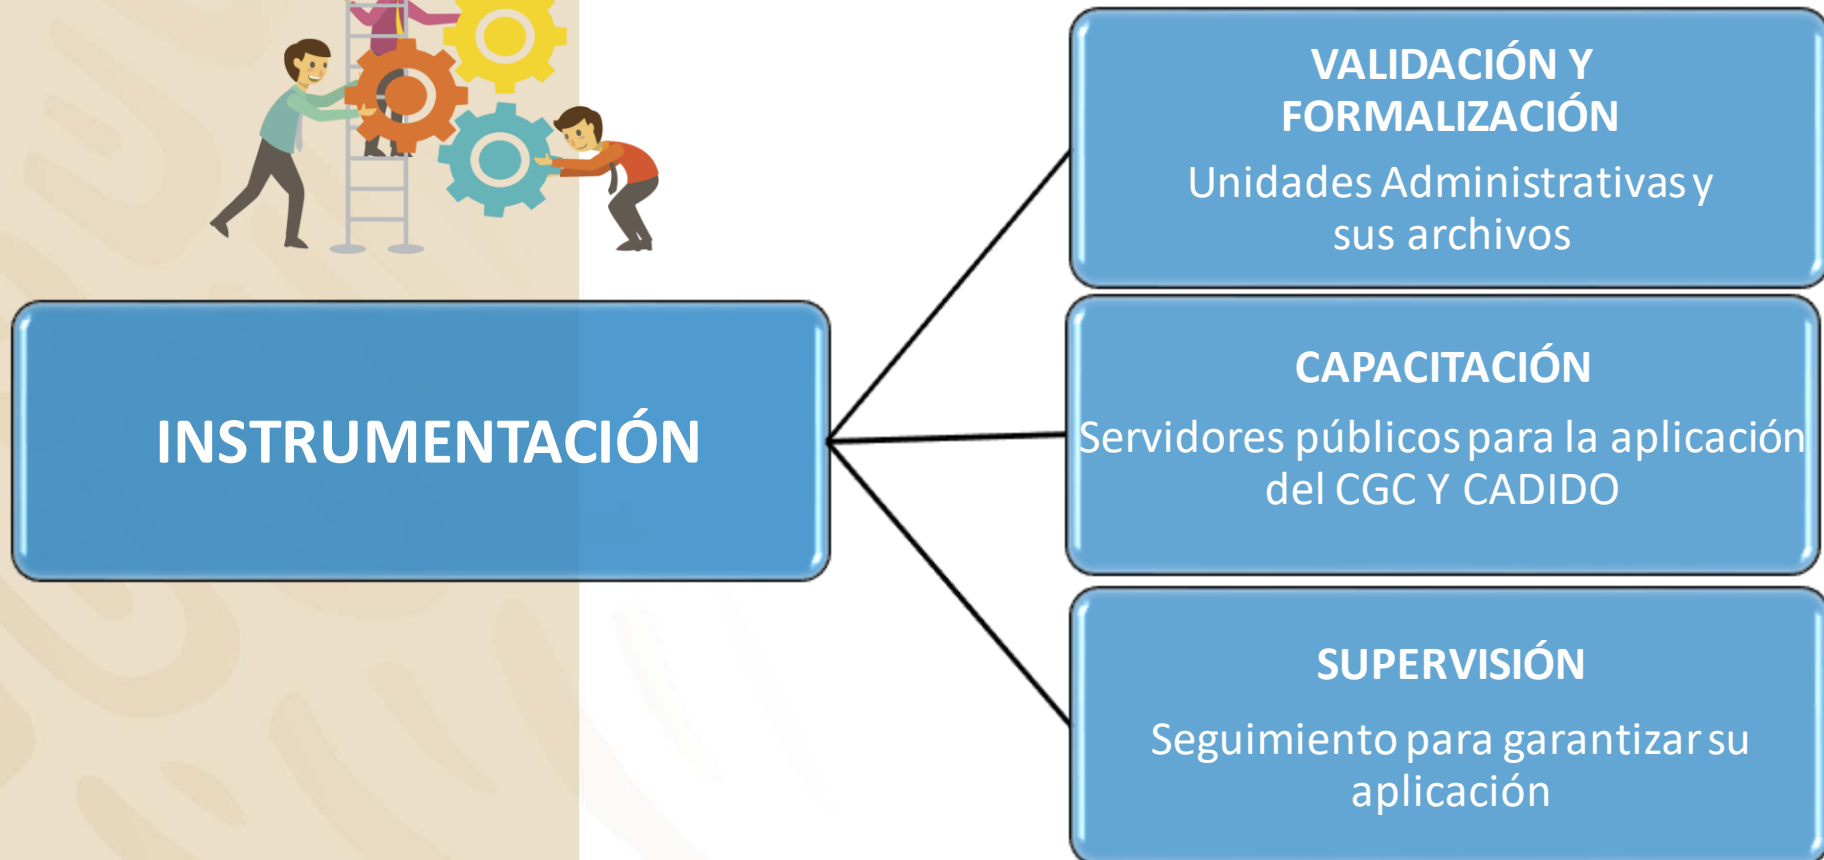 INSTRUMENTACIÓN
VALIDACIÓN Y
FORMALIZACIÓN
Unidades Administrativas y
sus archivos
CAPACITACIÓN
Servidores públicos para la aplicación
del CGC Y CADIDO
SUPERVISIÓN
Seguimiento para garantizar su
aplicación